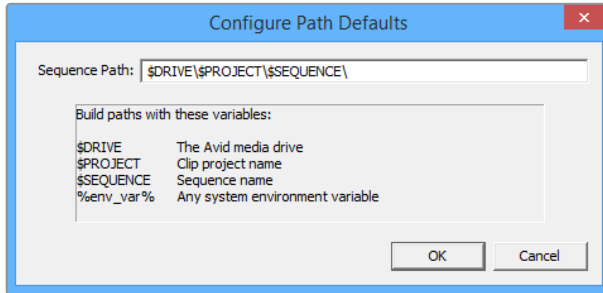 Configure Path Defaults
Sequence Path: $DRIVE\$PROJECT\$SEQUENCE\
Build paths with these variables:
$DRIVE The Avid media drive
$PROJECT Clip project name
$SEQUENCE Sequence name
%env_var% Any system environment variable
OK Cancel